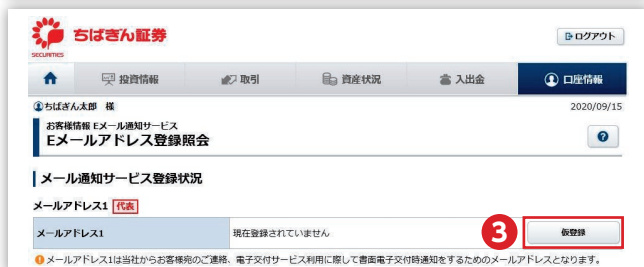 ちばぎん証券
SECURITIES
ログアウト
投資情報
取引
資産状況
入出金
口座情報
ちばぎん太郎 様
2020/09/15
お客様情報 Eメール通知サービス
Eメールアドレス登録照会
?
メール通知サービス登録状況
メールアドレス1 代表
メールアドレス1
現在登録されていません
3
仮登録
メールアドレス1は当社からお客様宛のご連絡、電子交付サービス利用に際して書面電子交付時通知をするためのメールアドレスとなります。